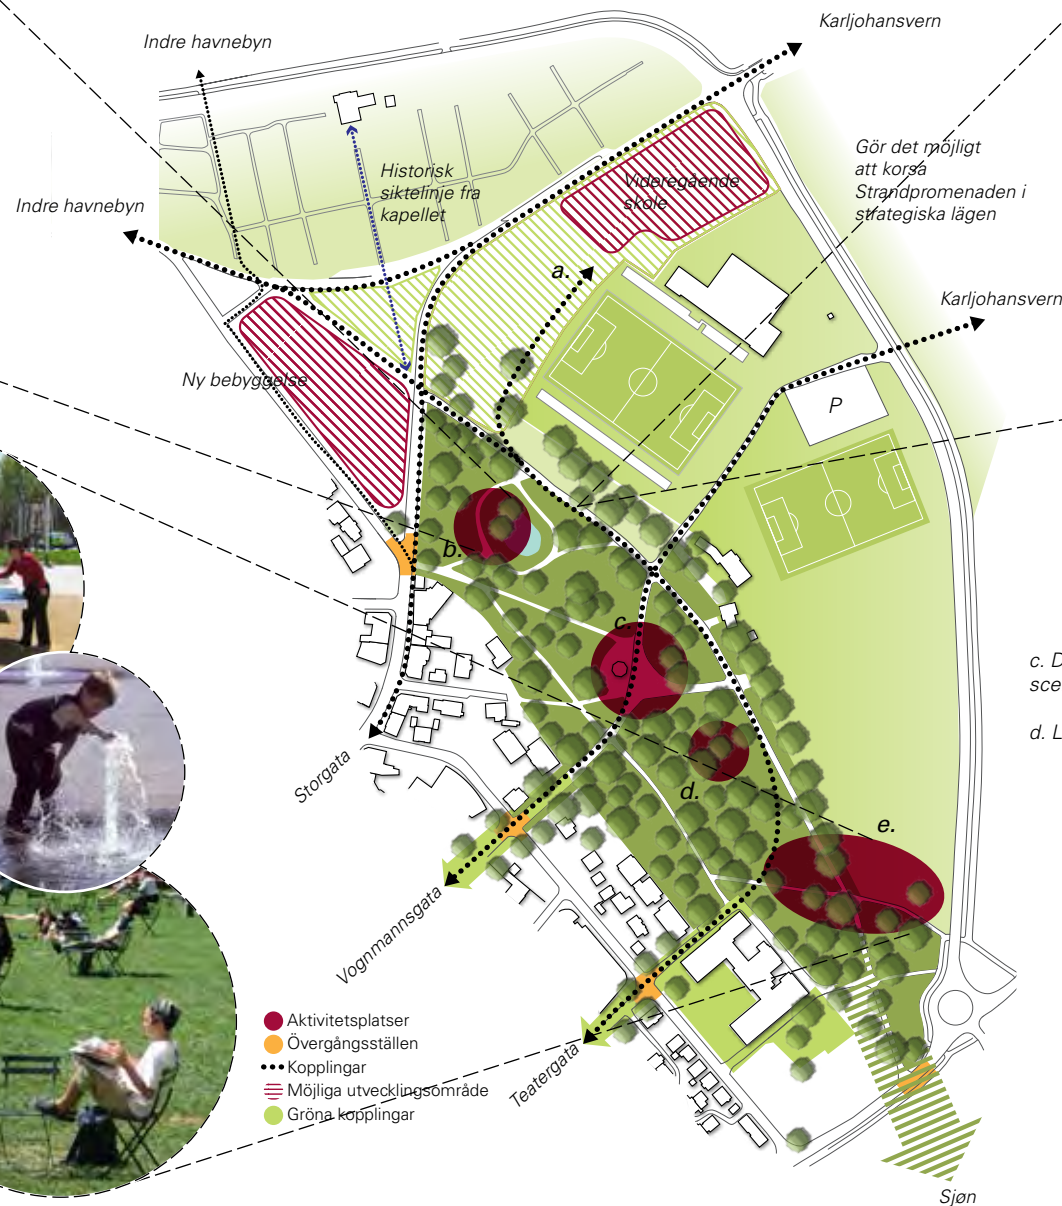 Karljohansvern
Indre havnebyn
Gör det möjligt
att korsa
Strandpromenaden i
strategiska lägen
Historisk
siktelinje fra
kapellet
Videregående
skole
Indre havnebyn
a.
Karljohansvern
Ny bebyggelse
P
b.
c.
c. D
sce
d. L
Storgata
d.
e.
Vognmannsgata
Teatergata
Aktivitetsplatser
Övergångsställen
Kopplingar
Möjliga utvecklingsområde
Gröna kopplingar
Sjøn